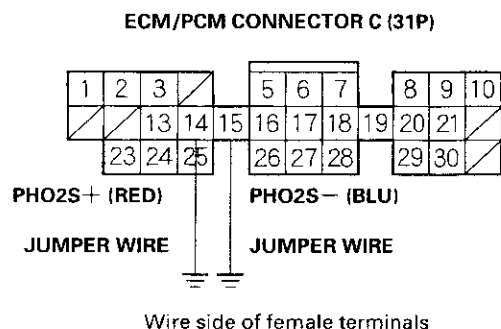 ECM/PCM CONNECTOR C (31P)
1 2 3 5 6 7 8 9 10
13 14 15 16 17 18 19 20 21
23 24 25 26 27 28 29 30
PHO2S+ (RED) PHO2S− (BLU)
JUMPER WIRE JUMPER WIRE
Wire side of female terminals